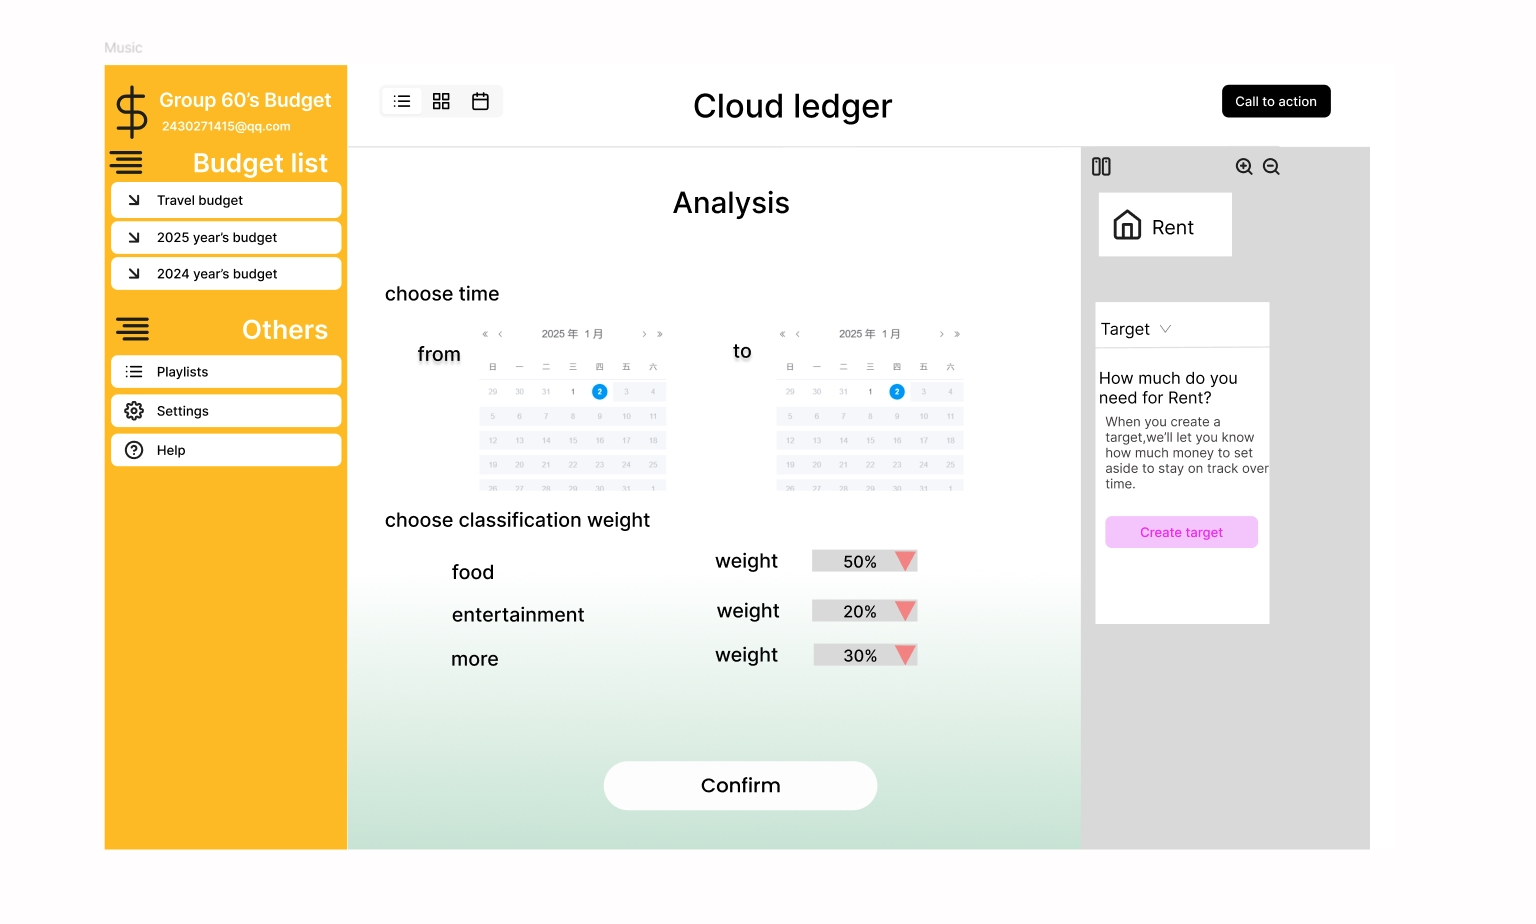 Music
Group 60's Budget
2430271415@qq.com
Budget list
Travel budget
2025 year's budget
2024 year's budget
Others
Playlists
Settings
Help
Cloud ledger
Call to action
Analysis
choose time
from
« ‹ 2025 年 1 月 › »
日 一 二 三 四 五 六
29 30 31 1 2 3 4
5 6 7 8 9 10 11
12 13 14 15 16 17 18
19 20 21 22 23 24 25
26 27 28 29 30 31 1
to
« ‹ 2025 年 1 月 › »
日 一 二 三 四 五 六
29 30 31 1 2 3 4
5 6 7 8 9 10 11
12 13 14 15 16 17 18
19 20 21 22 23 24 25
26 27 28 29 30 31 1
choose classification weight
food weight 50%
entertainment weight 20%
more weight 30%
Confirm
Rent
Target
How much do you
need for Rent?
When you create a
target,we'll let you know
how much money to set
aside to stay on track over
time.
Create target